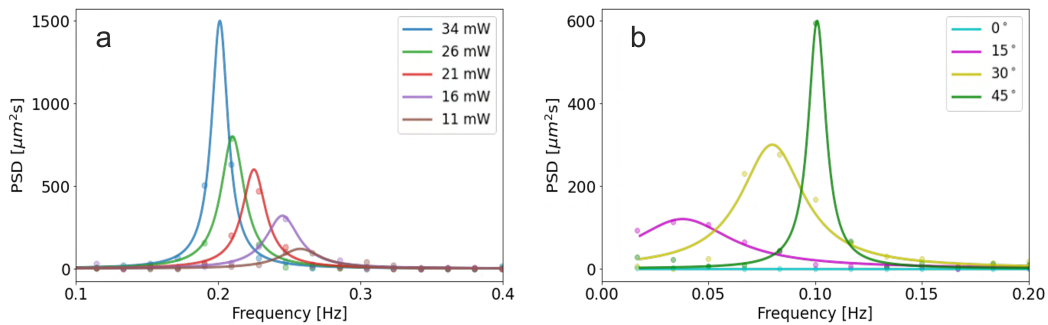 a
34 mW
26 mW
21 mW
16 mW
11 mW
PSD [μm²s]
1500
1000
500
0
0.1 0.2 0.3 0.4
Frequency [Hz]
b
0°
15°
30°
45°
PSD [μm²s]
600
400
200
0
0.00 0.05 0.10 0.15 0.20
Frequency [Hz]